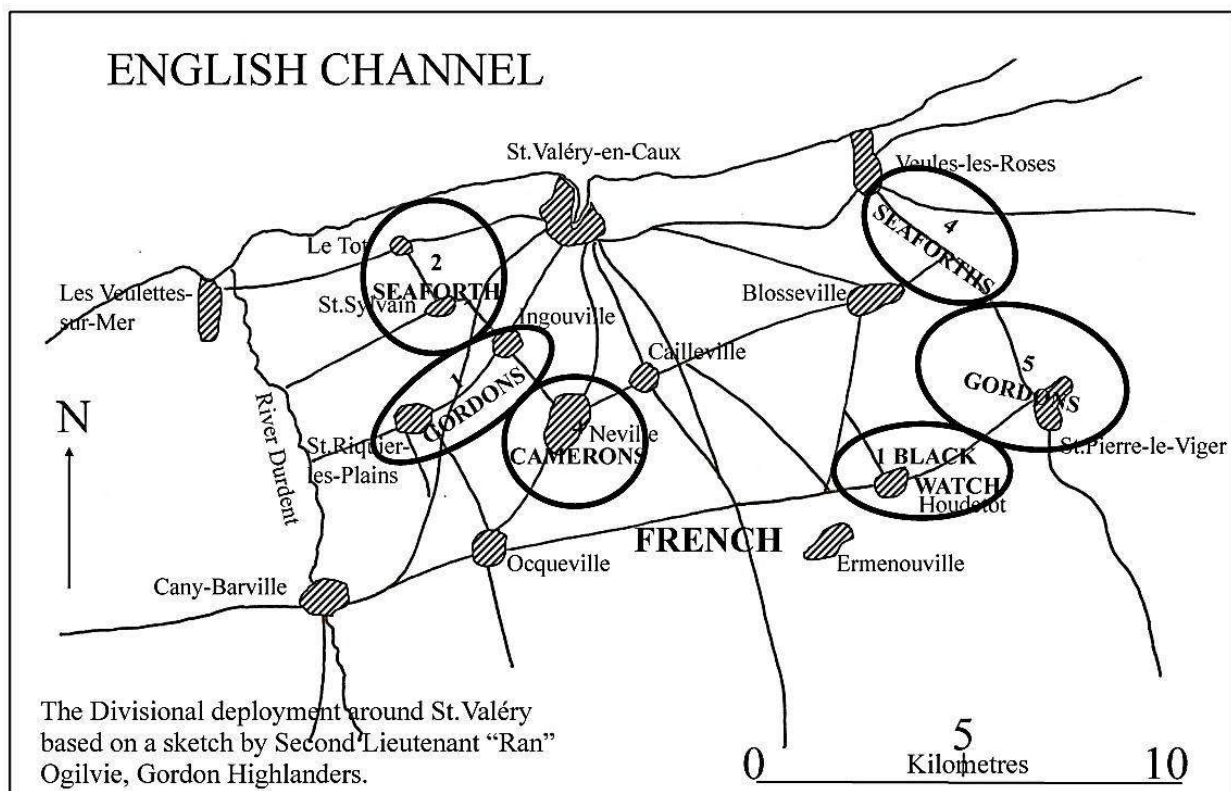 ENGLISH CHANNEL
St.Valéry-en-Caux
Veules-les-Roses
Le Tot
2
SEAFORTH
St.Sylvain
4
SEAFORTHS
Les Veulettes-
sur-Mer
Blosseville
Ingouville
Cailleville
1
GORDONS
5
GORDONS
N
St.Riquier-
les-Plains
Neville
4
CAMERONS
St.Pierre-le-Viger
1 BLACK
WATCH
Houdetot
River Durdent
FRENCH
Ocqueville
Ermenouville
Cany-Barville
The Divisional deployment around St.Valéry
based on a sketch by Second Lieutenant “Ran”
Ogilvie, Gordon Highlanders.
0 5 10
Kilometres